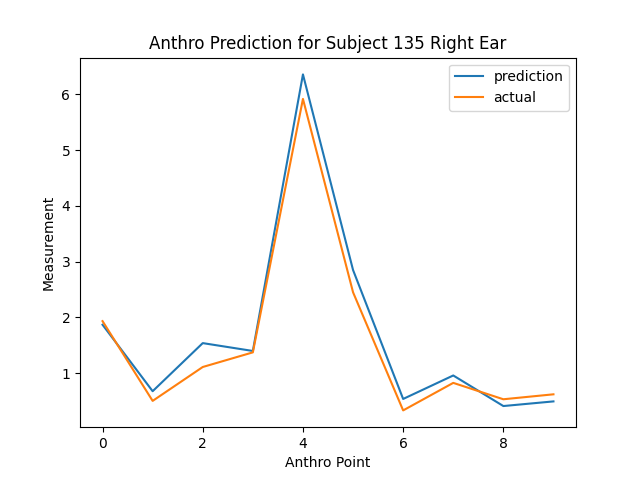 Anthro Prediction for Subject 135 Right Ear
prediction
actual
Measurement
6
5
4
3
2
1
0 2 4 6 8
Anthro Point